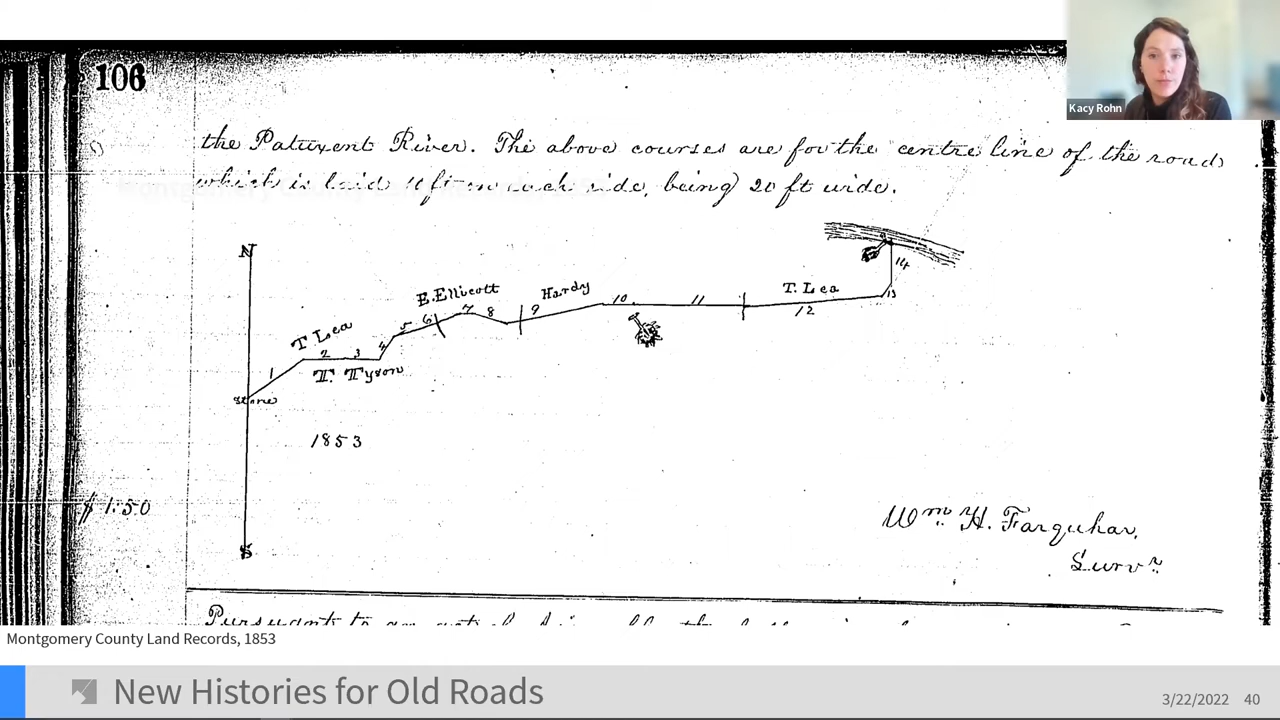 106
Kacy Rohn
the Patuxent River. The above courses are for the centre line of the road
which is laid ft on each side, being 20 ft wide.
N
14
E. Ellicott
Hardy
T. Lea
10
11
13
7
8
9
12
5
6
T Lea
4
2
3
1
T. Tyson
Stone
1853
$ 1.50
Wm H. Farquhar,
S
Survr
Montgomery County Land Records, 1853
New Histories for Old Roads
3/22/2022 40